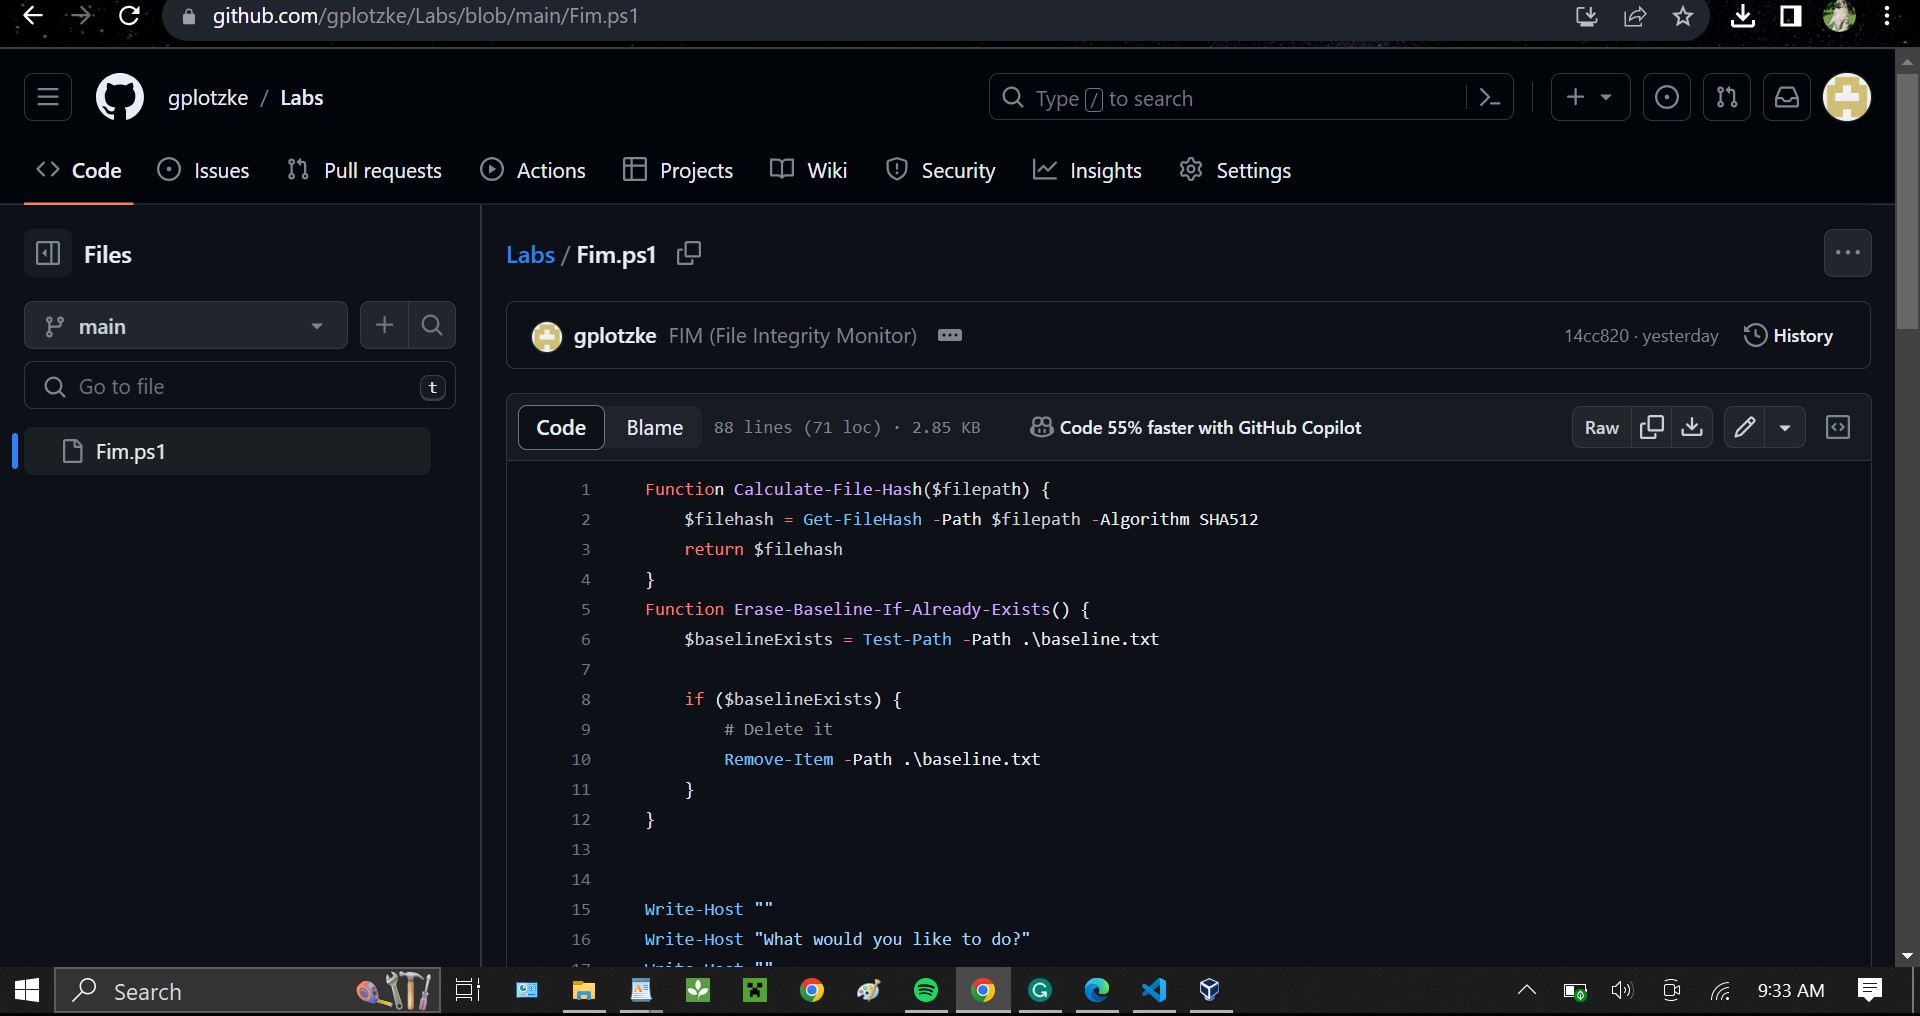 github.com/gplotzke/Labs/blob/main/Fim.ps1
gplotzke / Labs
Type / to search
Code Issues Pull requests Actions Projects Wiki Security Insights Settings
Files
main
Go to file t
Fim.ps1
Labs / Fim.ps1
gplotzke FIM (File Integrity Monitor) 14cc820 · yesterday History
Code Blame 88 lines (71 loc) · 2.85 KB Code 55% faster with GitHub Copilot Raw
1 Function Calculate-File-Hash($filepath) {
2 $filehash = Get-FileHash -Path $filepath -Algorithm SHA512
3 return $filehash
4 }
5 Function Erase-Baseline-If-Already-Exists() {
6 $baselineExists = Test-Path -Path .\baseline.txt
7
8 if ($baselineExists) {
9 # Delete it
10 Remove-Item -Path .\baseline.txt
11 }
12 }
13
14
15 Write-Host ""
16 Write-Host "What would you like to do?"
17 Write-Host ""
Search
9:33 AM